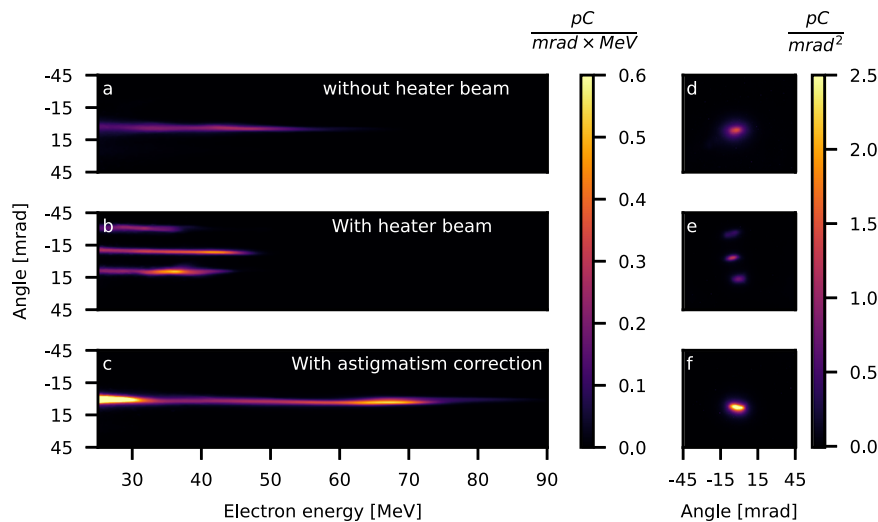 pC
mrad × MeV
pC
mrad²
-45
-15
15
45
a
without heater beam
0.6
0.5
0.4
0.3
0.2
0.1
0.0
d
2.5
2.0
1.5
1.0
0.5
0.0
Angle [mrad]
-45
-15
15
45
b
With heater beam
e
-45
-15
15
45
c
With astigmatism correction
f
30 40 50 60 70 80 90
Electron energy [MeV]
-45 -15 15 45
Angle [mrad]